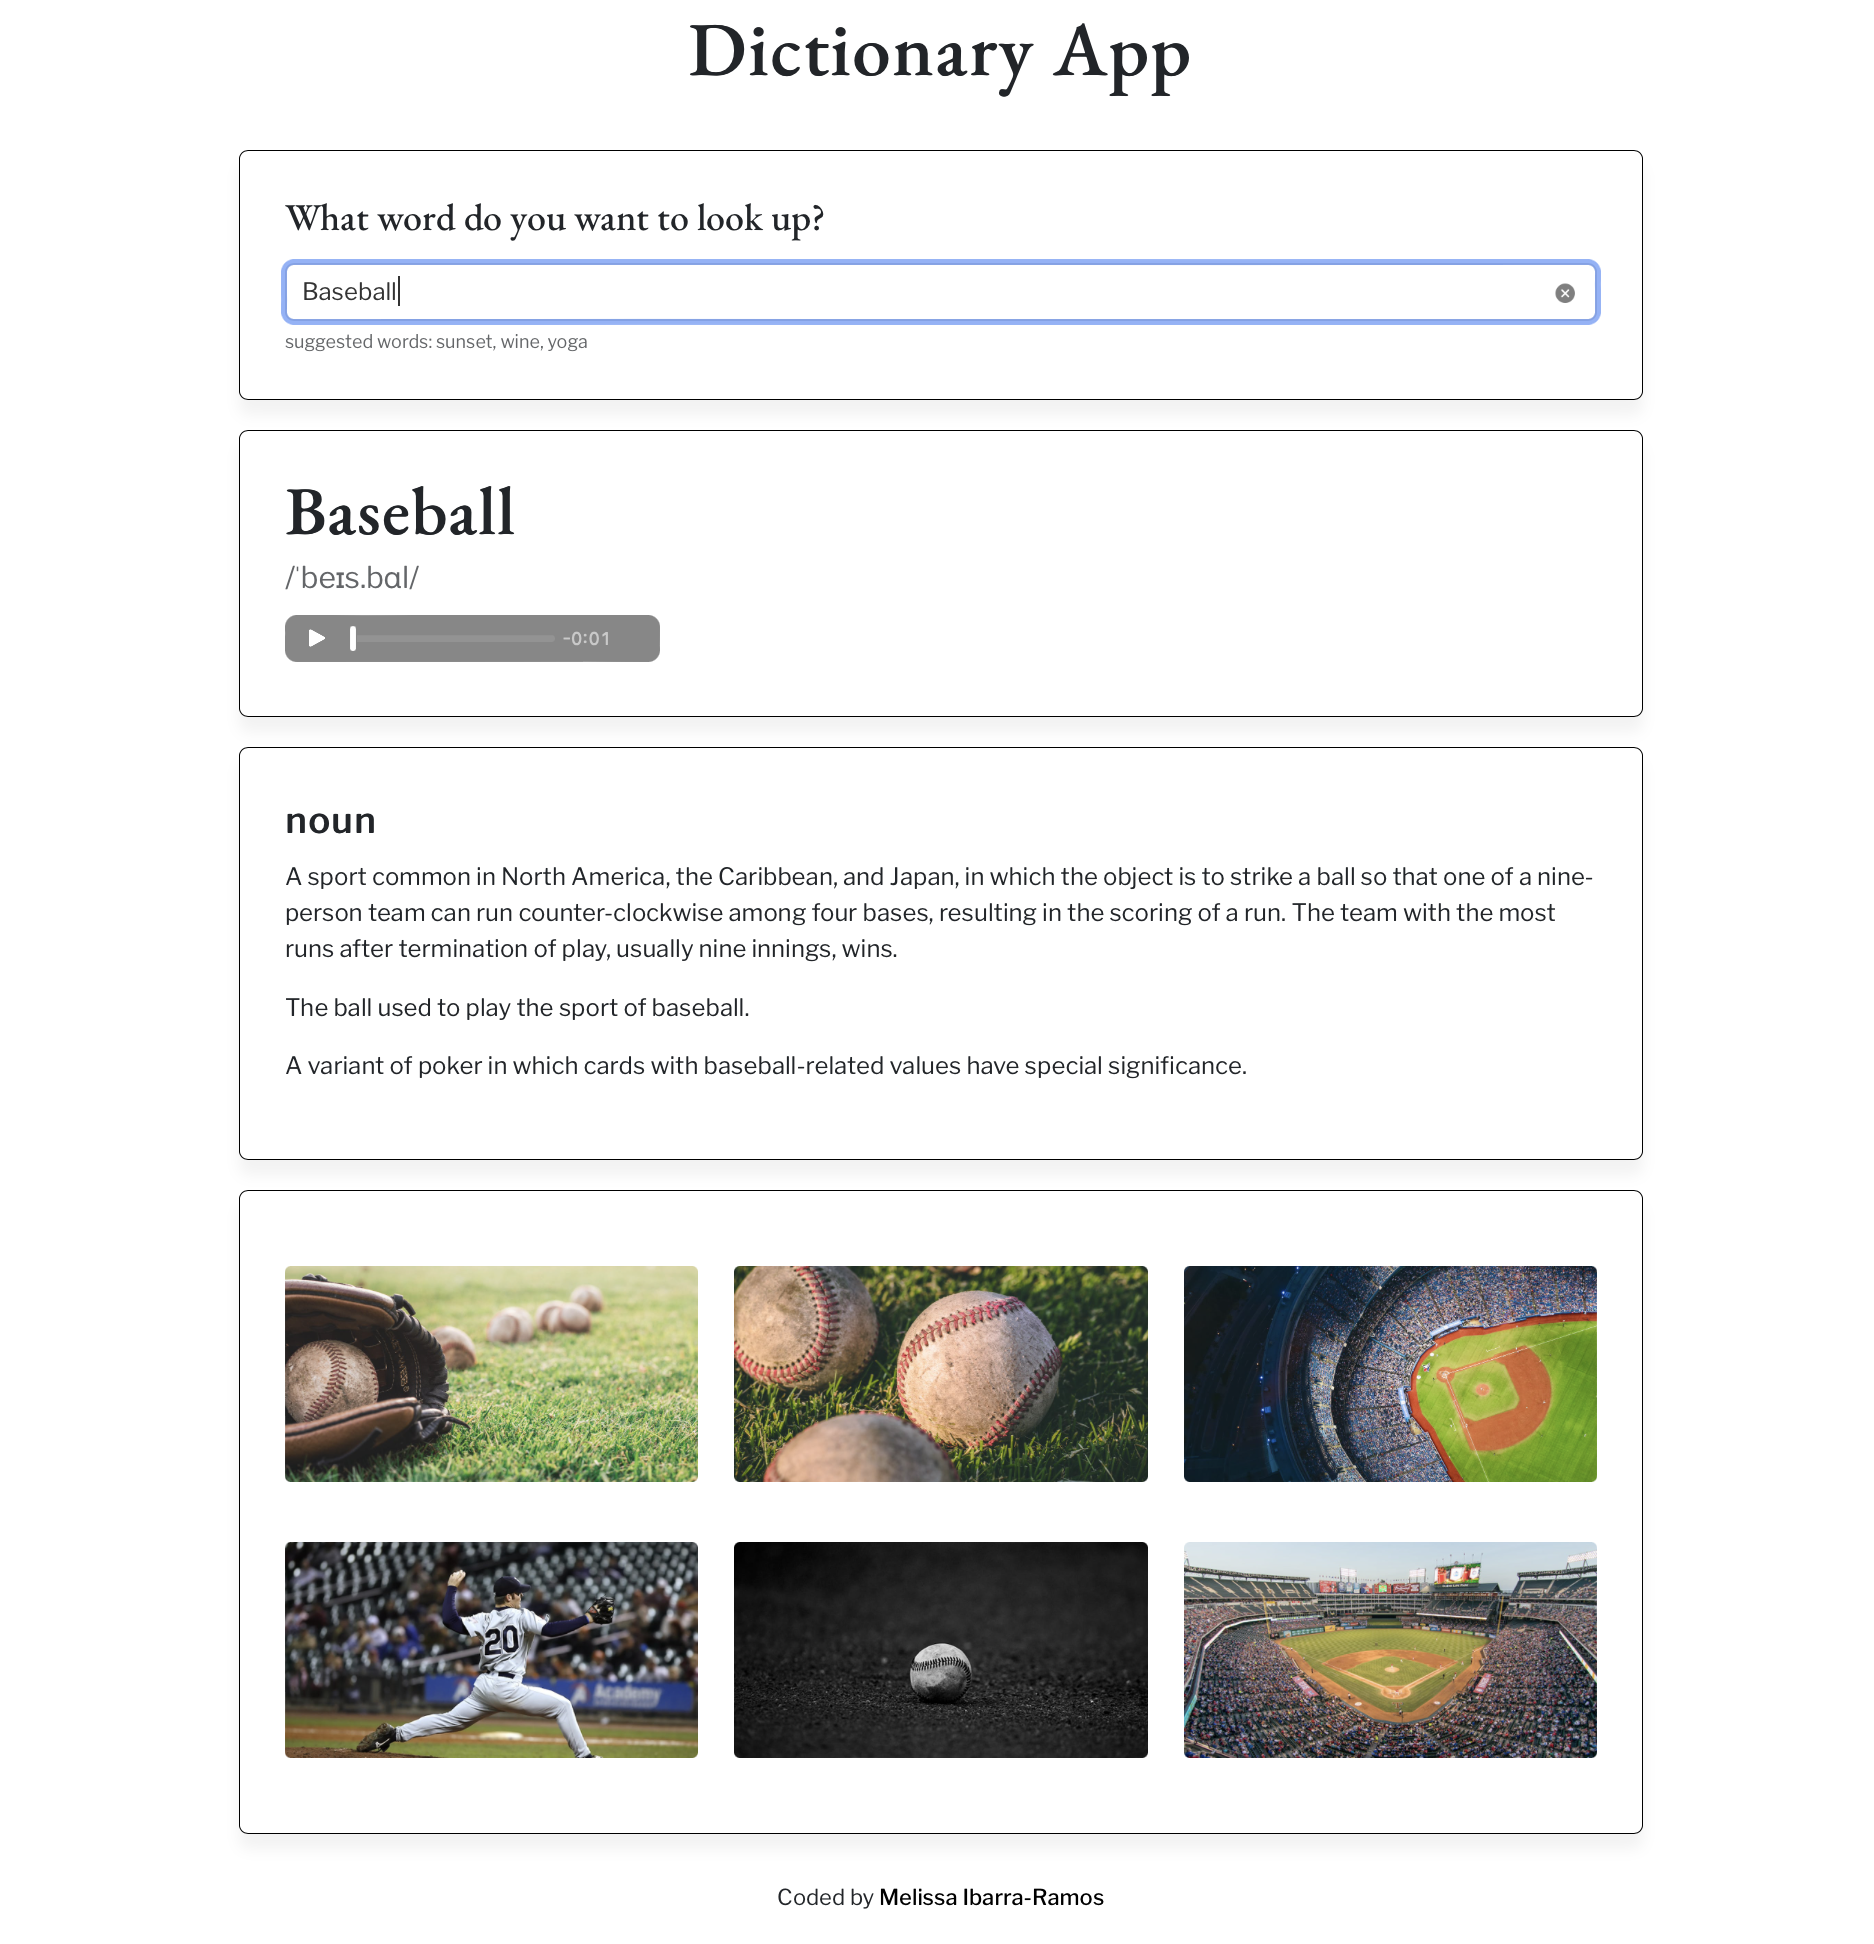 Dictionary App
What word do you want to look up?
Baseball
suggested words: sunset, wine, yoga
Baseball
/ˈbeɪs.bɑl/
-0:01
noun
A sport common in North America, the Caribbean, and Japan, in which the object is to strike a ball so that one of a nine-
person team can run counter-clockwise among four bases, resulting in the scoring of a run. The team with the most
runs after termination of play, usually nine innings, wins.
The ball used to play the sport of baseball.
A variant of poker in which cards with baseball-related values have special significance.
20
Academy
Coded by Melissa Ibarra-Ramos